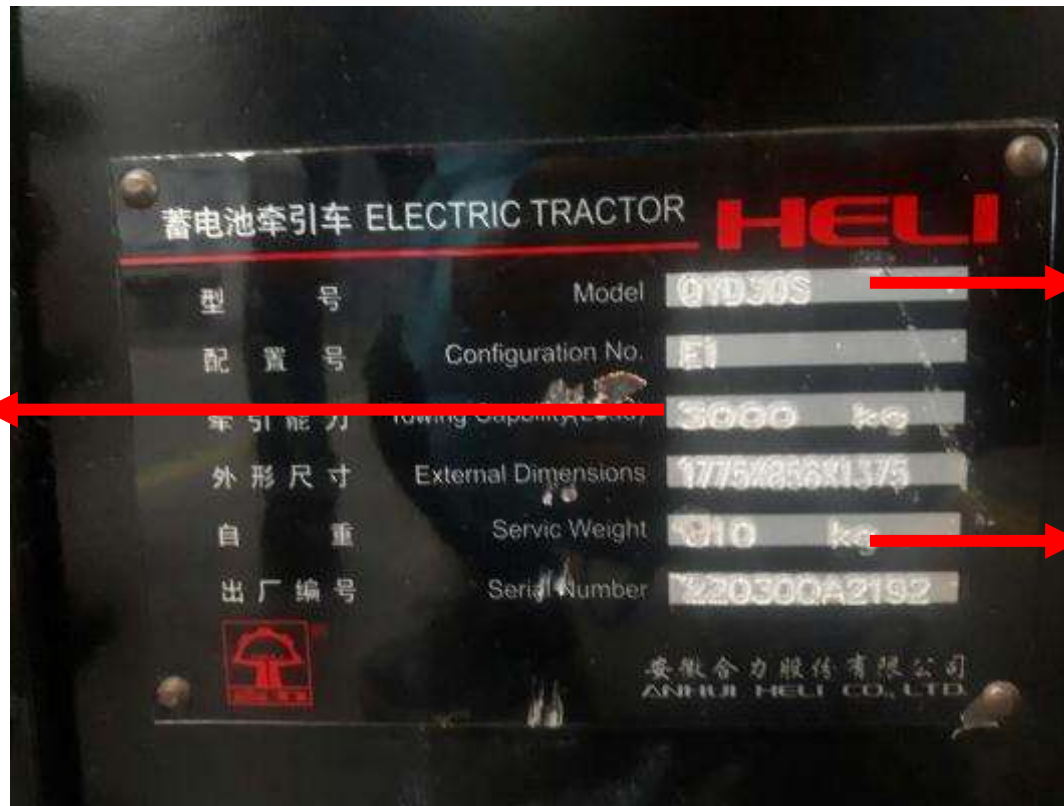 蓄电池牵引车 ELECTRIC TRACTOR HELI
型 号 Model QYD30S
配 置 号 Configuration No. E1
牵引能力 Towing 3000 kg
外形尺寸 External Dimensions 1775X856X1375
自 重 Servic Weight kg
出厂编号 Serial Number
安徽合力股份有限公司
ANHUI HELI CO., LTD.